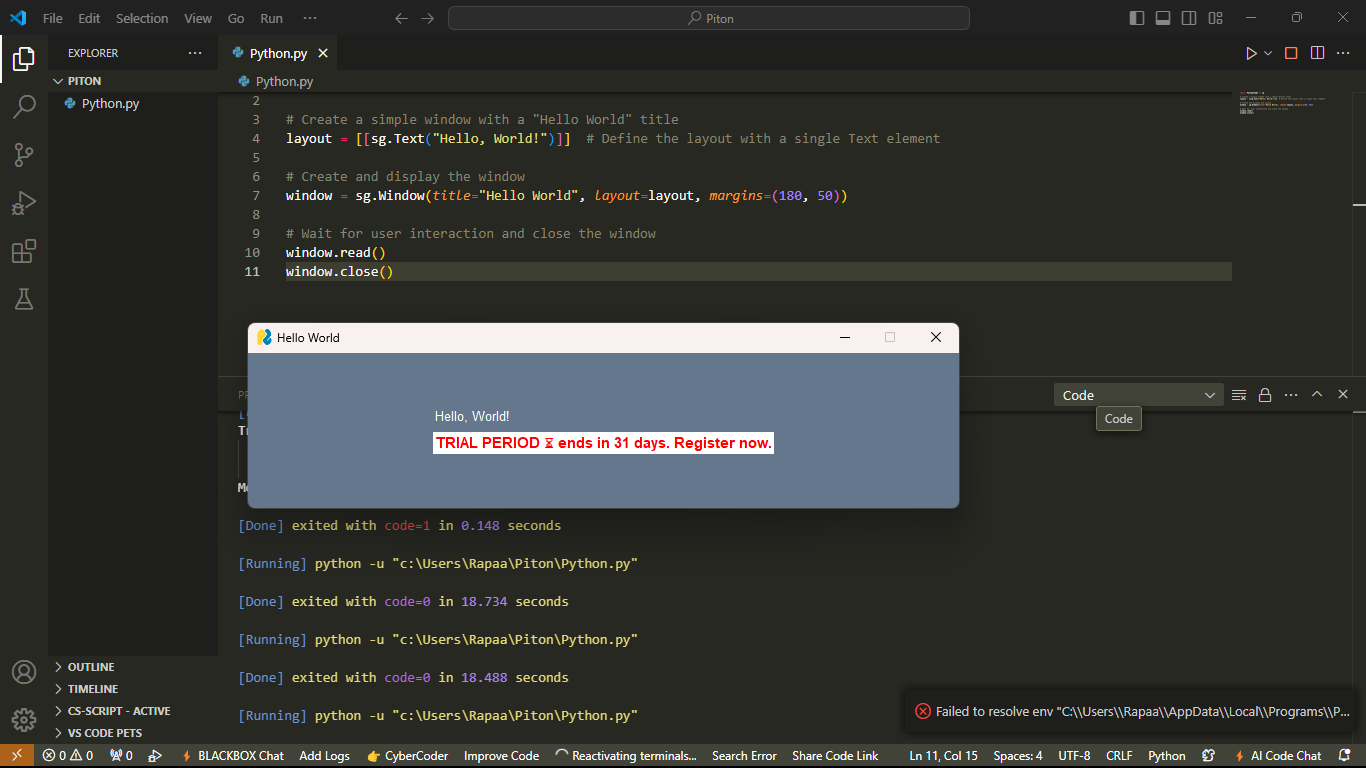 File Edit Selection View Go Run ··· Piton
EXPLORER ···
Python.py
PITON
Python.py
Python.py
2
3 # Create a simple window with a "Hello World" title
4 layout = [[sg.Text("Hello, World!")]]  # Define the layout with a single Text element
5
6 # Create and display the window
7 window = sg.Window(title="Hello World", layout=layout, margins=(180, 50))
8
9 # Wait for user interaction and close the window
10 window.read()
11 window.close()
Hello World
Hello, World!
TRIAL PERIOD ⌛ ends in 31 days. Register now.
Code
Code
[Done] exited with code=1 in 0.148 seconds
[Running] python -u "c:\Users\Rapaa\Piton\Python.py"
[Done] exited with code=0 in 18.734 seconds
[Running] python -u "c:\Users\Rapaa\Piton\Python.py"
[Done] exited with code=0 in 18.488 seconds
[Running] python -u "c:\Users\Rapaa\Piton\Python.py"
OUTLINE
TIMELINE
CS-SCRIPT - ACTIVE
VS CODE PETS
Failed to resolve env "C:\\Users\\Rapaa\\AppData\\Local\\Programs\\P...
0 0 0 BLACKBOX Chat Add Logs 👉 CyberCoder Improve Code Reactivating terminals... Search Error Share Code Link Ln 11, Col 15 Spaces: 4 UTF-8 CRLF Python AI Code Chat